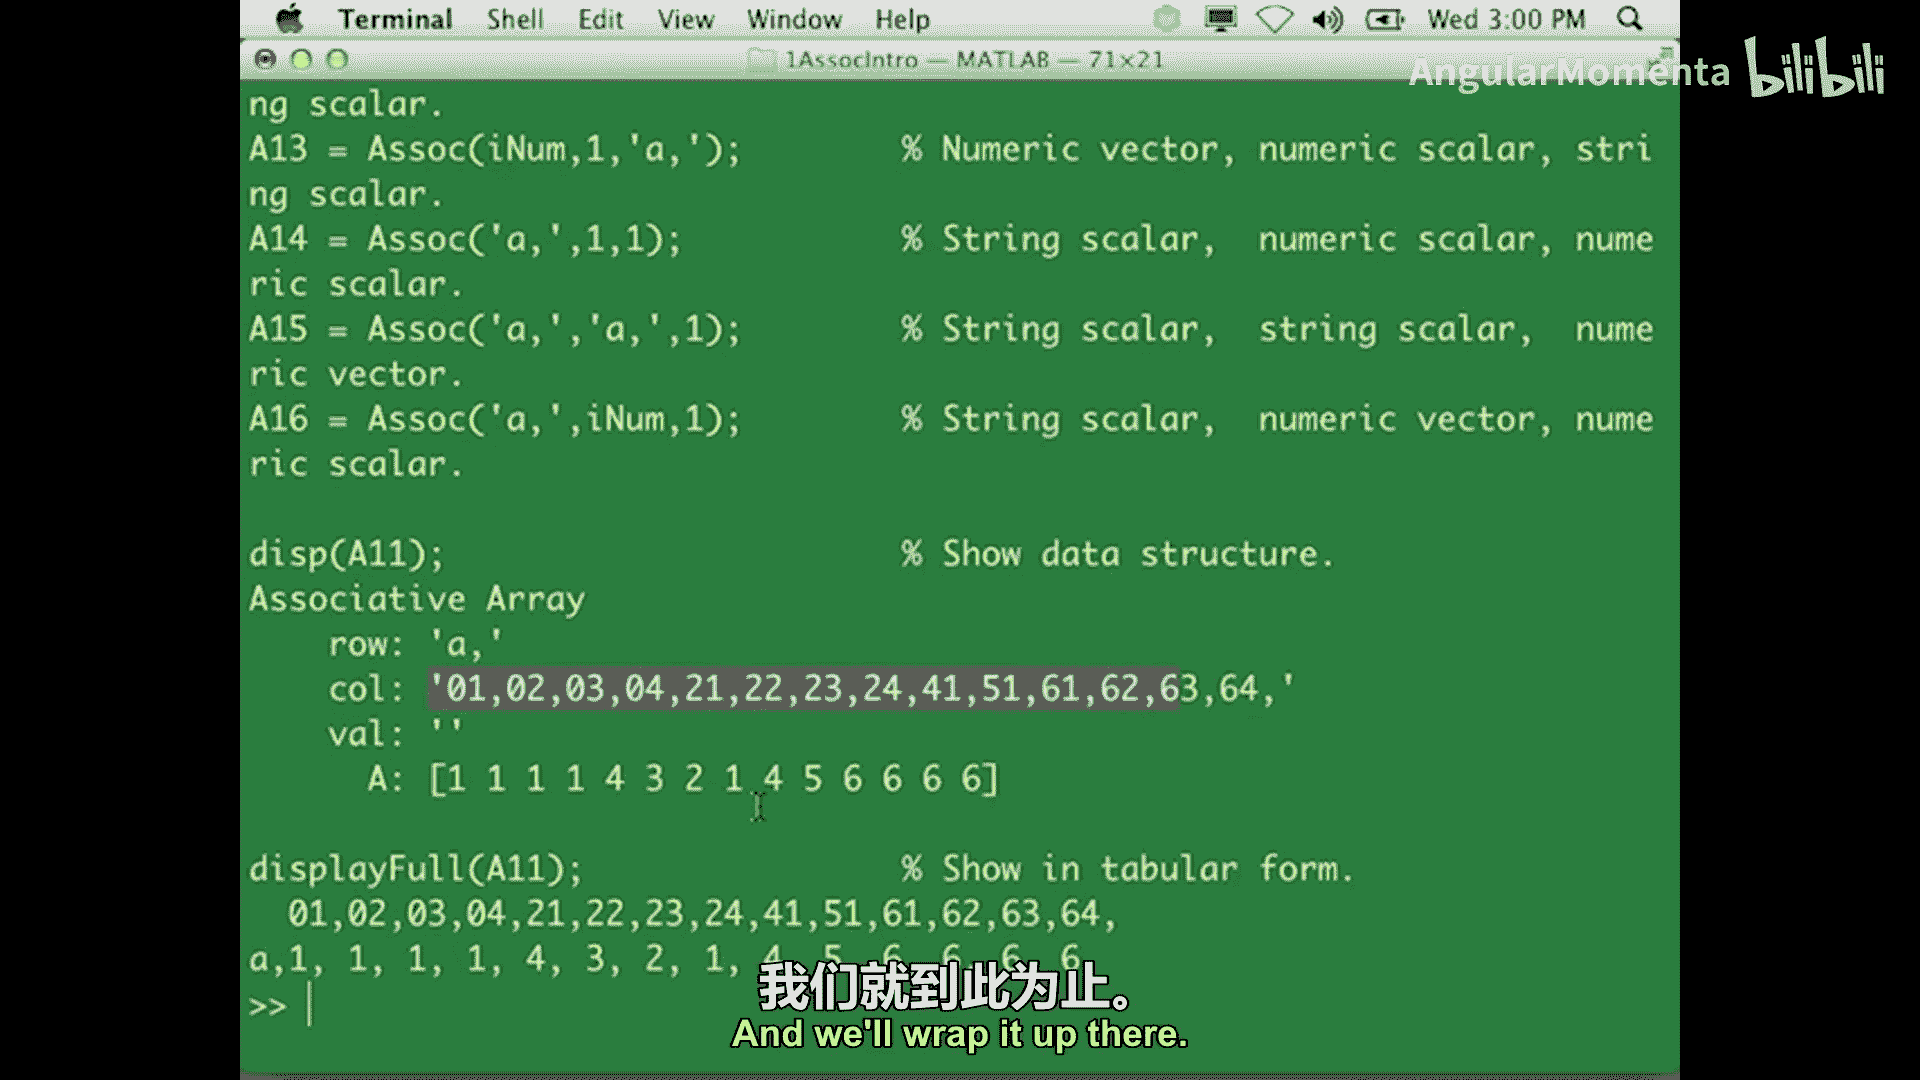 Terminal Shell Edit View Window Help Wed 3:00 PM
1AssocIntro — MATLAB — 71×21
AngularMomenta bilibili
ng scalar.
A13 = Assoc(iNum,1,'a,'); % Numeric vector, numeric scalar, stri
ng scalar.
A14 = Assoc('a,',1,1); % String scalar, numeric scalar, nume
ric scalar.
A15 = Assoc('a,','a,',1); % String scalar, string scalar, nume
ric vector.
A16 = Assoc('a,',iNum,1); % String scalar, numeric vector, nume
ric scalar.
disp(A11); % Show data structure.
Associative Array
row: 'a,'
col: '01,02,03,04,21,22,23,24,41,51,61,62,63,64,'
val: ''
A: [1 1 1 1 4 3 2 1 4 5 6 6 6 6]
displayFull(A11); % Show in tabular form.
01,02,03,04,21,22,23,24,41,51,61,62,63,64,
a,1, 1, 1, 1, 4, 3, 2, 1, 4, 5, 6, 6, 6, 6,
>>
我们就到此为止。
And we'll wrap it up there.